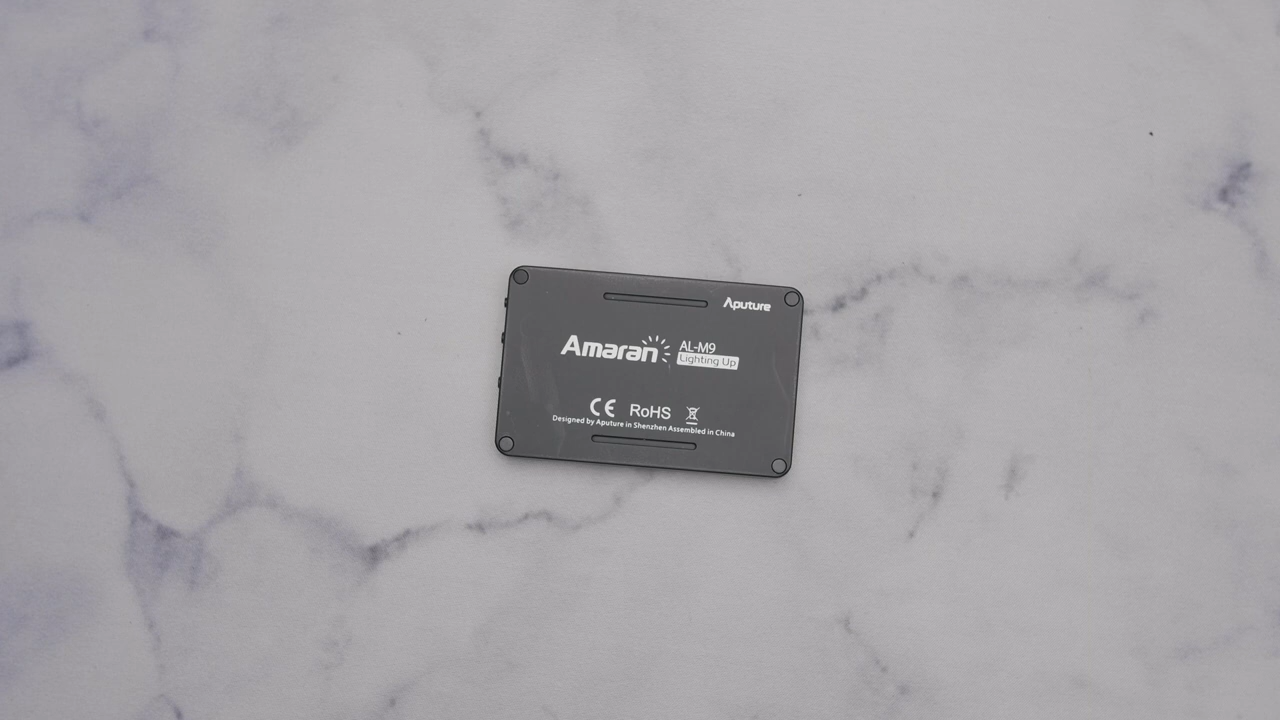 Aputure
Amaran AL-M9
Lighting Up
CE RoHS
Designed by Aputure in Shenzhen Assembled in China